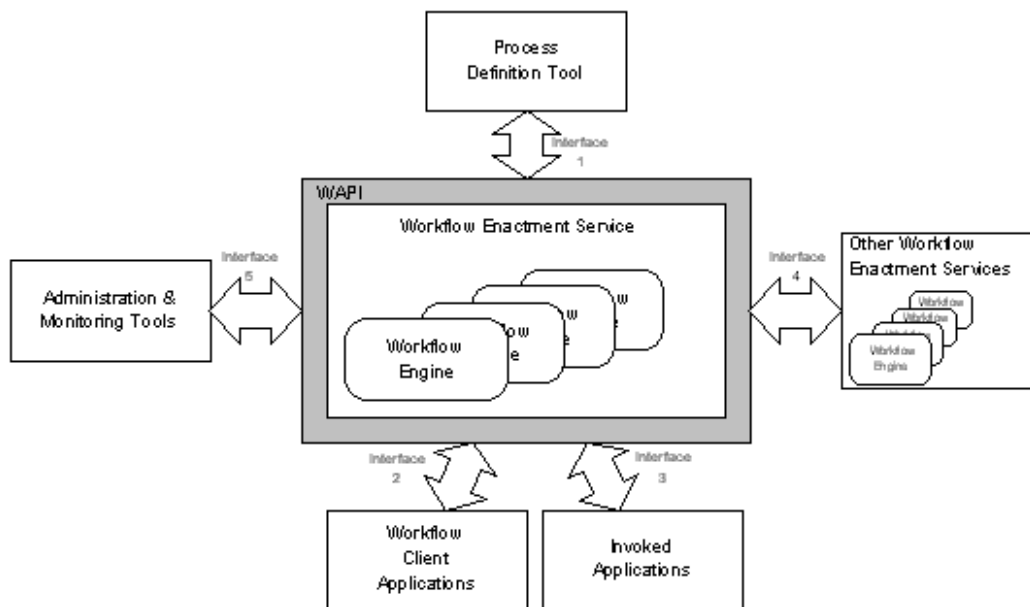 Process
Definition Tool
Interface
1
WAPI
Workflow Enactment Service
Workflow
Engine
Interface
5
Administration &
Monitoring Tools
Interface
4
Other Workflow
Enactment Services
Workflow
Workflow
Engine
Interface
2
Interface
3
Workflow
Client
Applications
Invoked
Applications